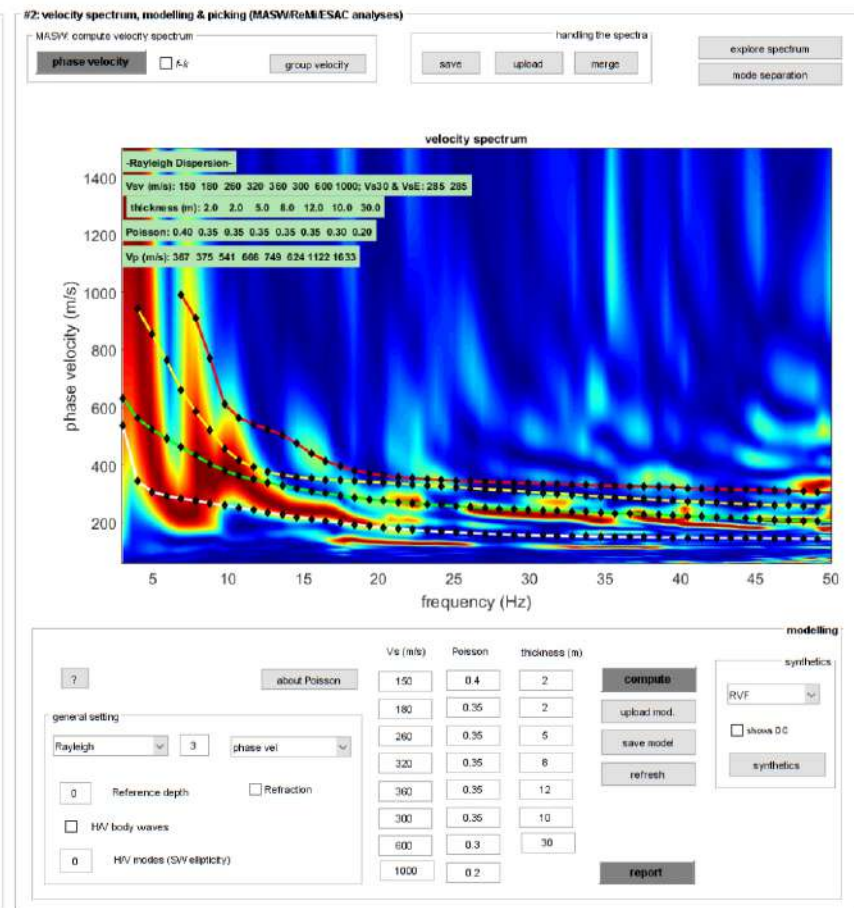 #2: velocity spectrum, modelling & picking (MASW/ReMi/ESAC analyses)
MASW: compute velocity spectrum
phase velocity
f-k
group velocity
handling the spectra
save
upload
merge
explore spectrum
mode separation
velocity spectrum
-Rayleigh Dispersion-
Vsv (m/s): 150 180 260 320 360 300 600 1000; Vs30 & VsE: 285 285
thickness (m): 2.0 2.0 5.0 8.0 12.0 10.0 30.0
Poisson: 0.40 0.35 0.35 0.35 0.35 0.35 0.30 0.20
Vp (m/s): 367 375 541 666 749 624 1122 1633
1400
1200
1000
800
600
400
200
phase velocity (m/s)
5 10 15 20 25 30 35 40 45 50
frequency (Hz)
modelling
?
about Poisson
general setting
Rayleigh
3
phase vel
0
Reference depth
Refraction
H/V body waves
0
H/V modes (SW ellipticity)
Vs (m/s) Poisson thickness (m)
150 0.4 2
180 0.35 2
260 0.35 5
320 0.35 8
360 0.35 12
300 0.35 10
600 0.3 30
1000 0.2
compute
upload mod.
save model
refresh
report
synthetics
RVF
synthetics